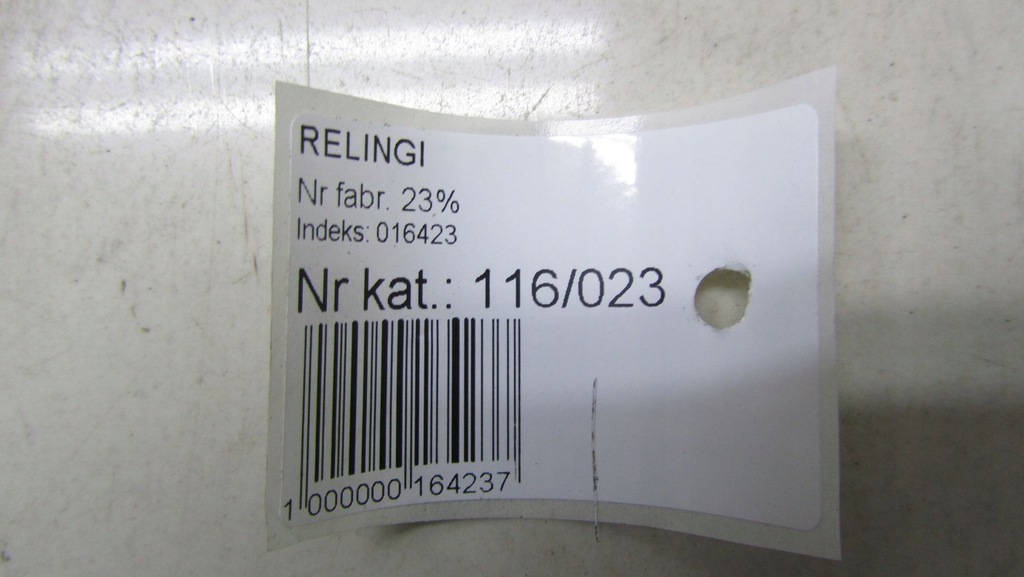 RELINGI
Nr fabr. 23%
Indeks: 016423
Nr kat.: 116/023
1 000000 164237